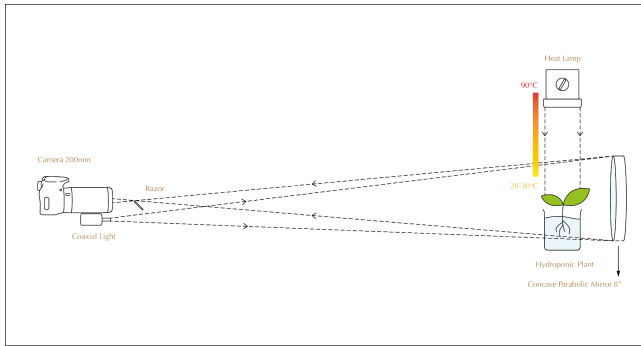 Heat Lamp
90°C
Camera 200mm
Razor
20-30°C
Coaxial Light
Hydroponic Plant
Concave Parabolic Mirror 8"